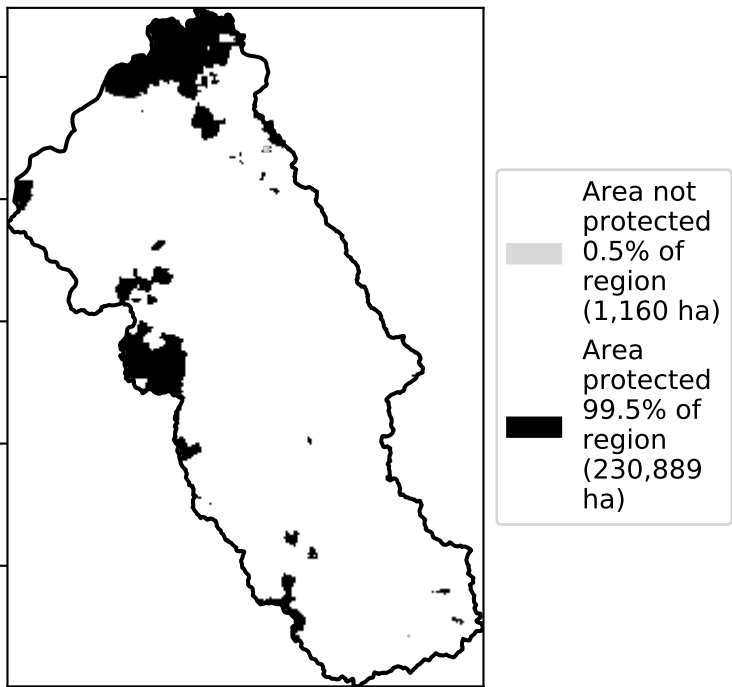 Area not
protected
0.5% of
region
(1,160 ha)
Area
protected
99.5% of
region
(230,889
ha)